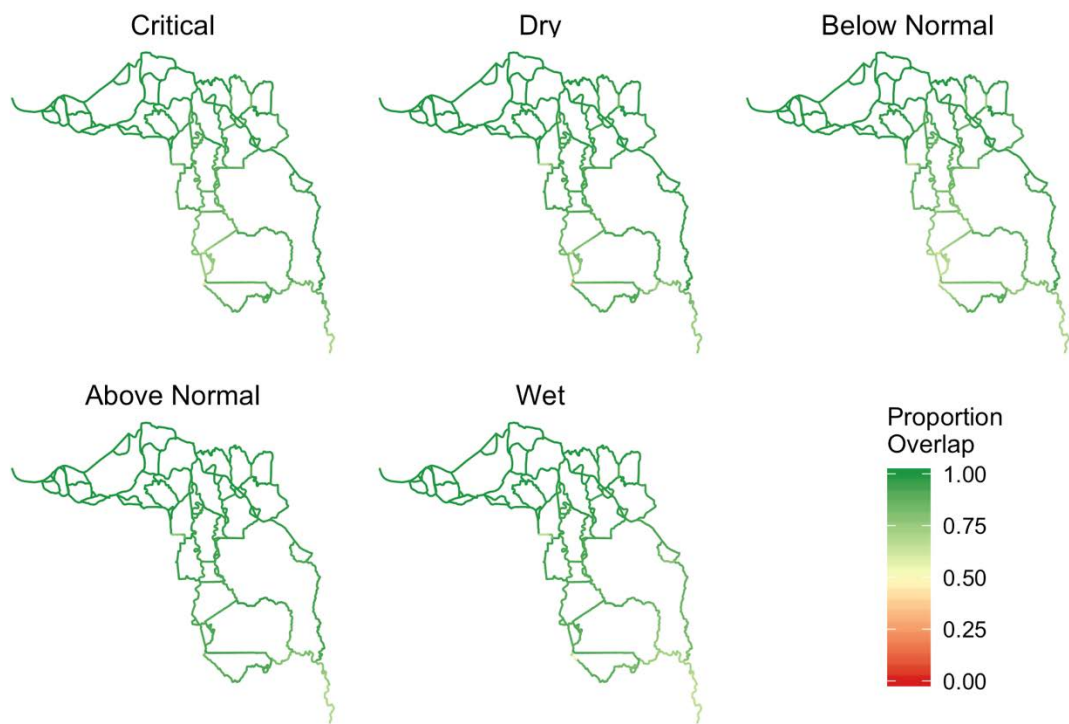 Critical
Dry
Below Normal
Above Normal
Wet
Proportion
Overlap
1.00
0.75
0.50
0.25
0.00